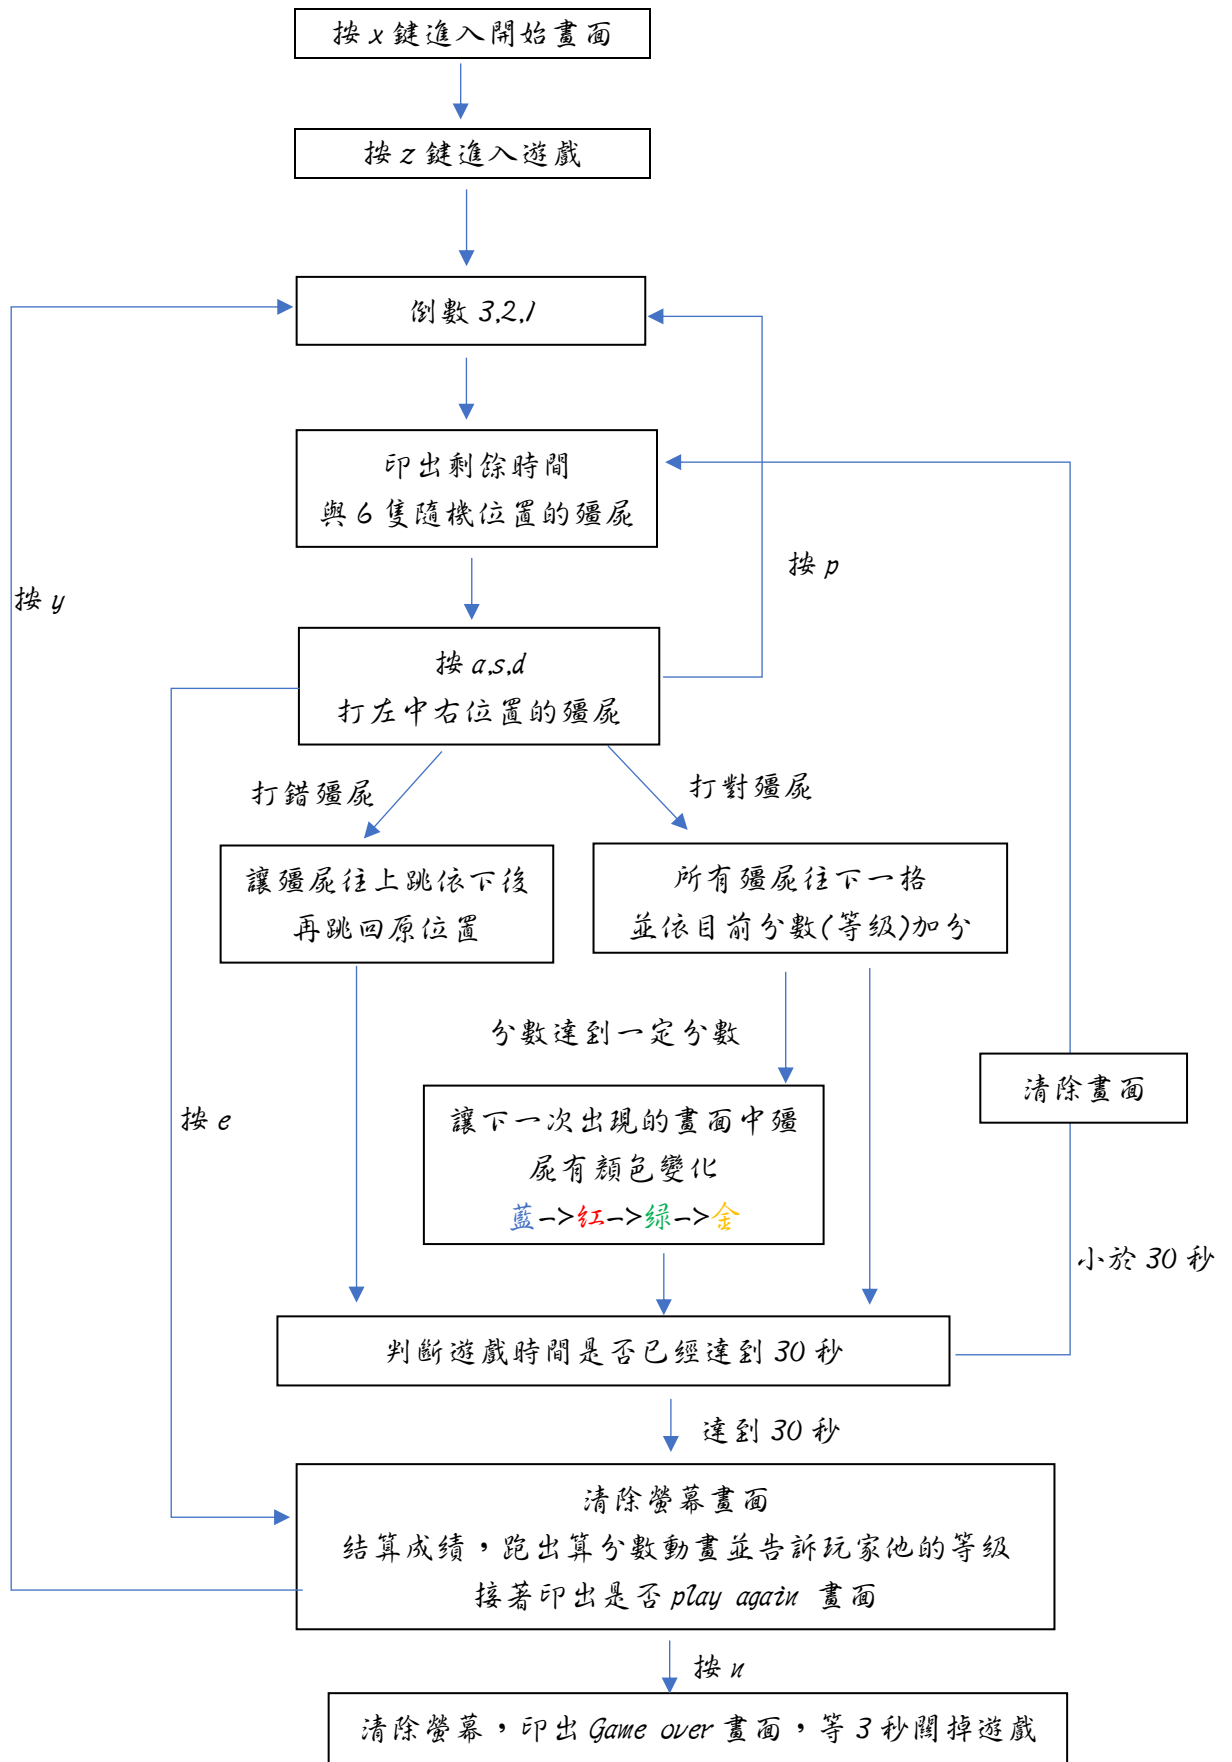 按 x 鍵進入開始畫面
按 z 鍵進入遊戲
倒數 3,2,1
印出剩餘時間
與 6 隻隨機位置的殭屍
按 p
按 y
按 a,s,d
打左中右位置的殭屍
打錯殭屍
打對殭屍
讓殭屍往上跳依下後
再跳回原位置
所有殭屍往下一格
並依目前分數(等级)加分
分數達到一定分數
清除畫面
按 e
讓下一次出現的畫面中殭
屍有顏色變化
藍->红->绿->金
小於 30 秒
判斷遊戲時間是否已經達到 30 秒
達到 30 秒
清除螢幕畫面
结算成绩，跑出算分數動畫並告訴玩家他的等级
接著印出是否 play again 畫面
按 n
清除螢幕，印出 Game over 畫面，等 3 秒關掉遊戲